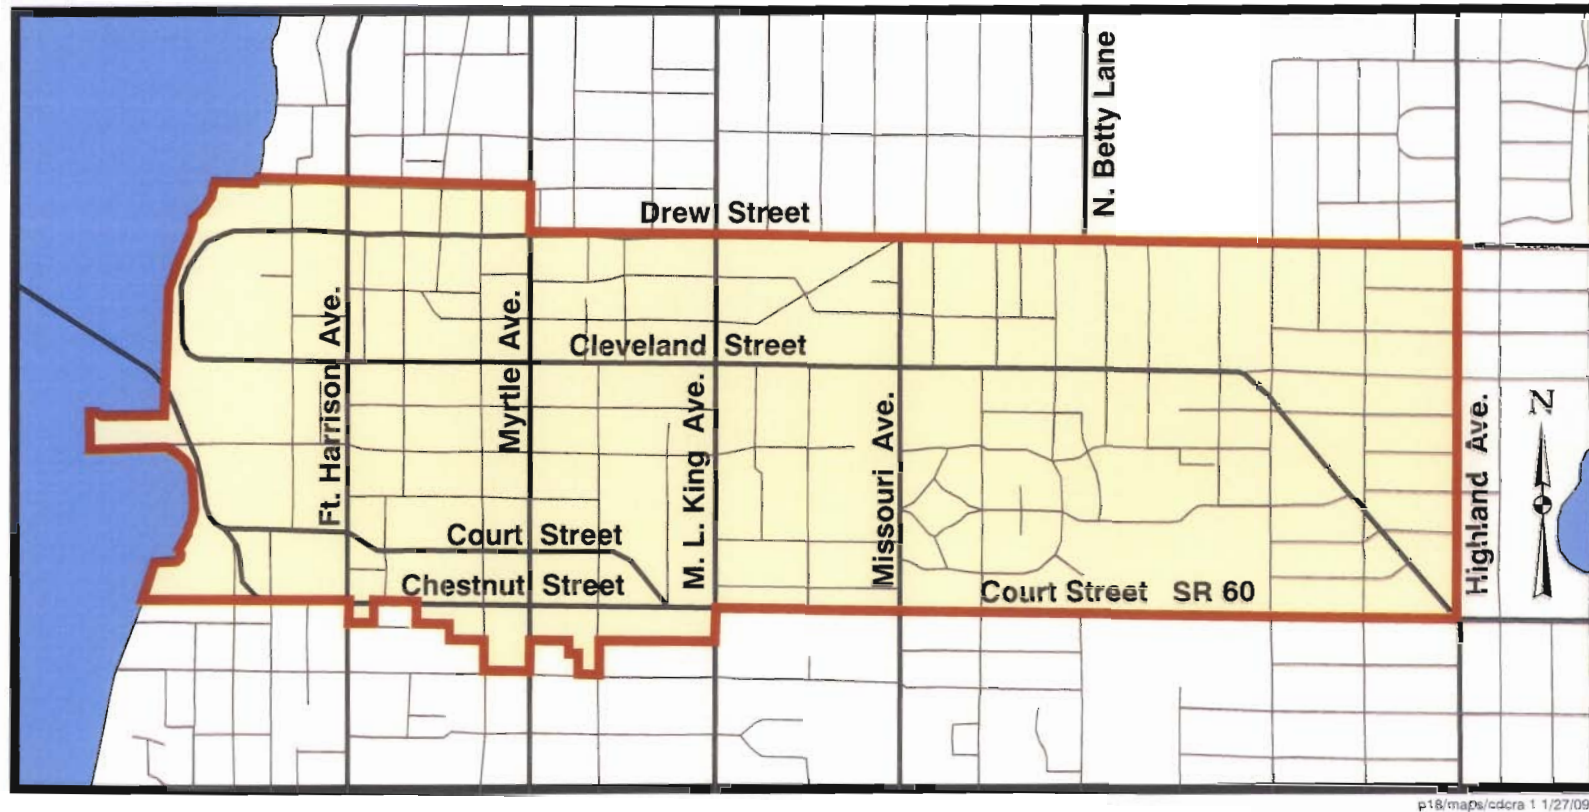 N. Betty Lane
Drew Street
Cleveland Street
Ft. Harrison Ave.
Myrtle Ave.
M. L. King Ave.
Missouri Ave.
Highland Ave.
N
Court Street
Chestnut Street
Court Street SR 60
p18/maps/cdcra 1 1/27/09